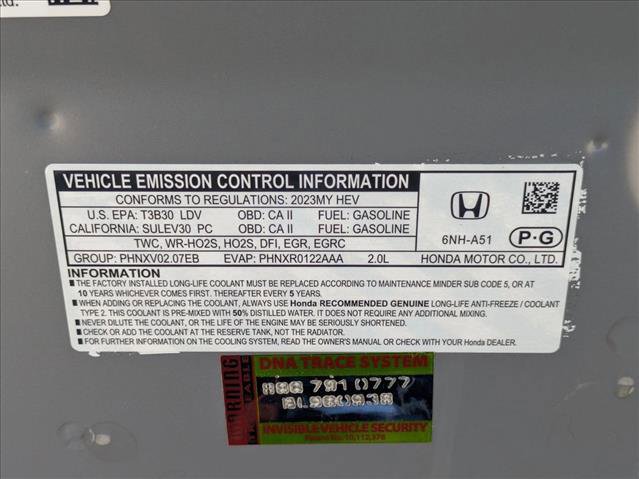 td.
VEHICLE EMISSION CONTROL INFORMATION
CONFORMS TO REGULATIONS: 2023MY HEV
U.S. EPA: T3B30 LDV OBD: CA II FUEL: GASOLINE
CALIFORNIA: SULEV30 PC OBD: CA II FUEL: GASOLINE
TWC, WR-HO2S, HO2S, DFI, EGR, EGRC
GROUP: PHNXV02.07EB EVAP: PHNXR0122AAA 2.0L
6NH-A51 P·G
HONDA MOTOR CO., LTD.
INFORMATION
■ THE FACTORY INSTALLED LONG-LIFE COOLANT MUST BE REPLACED ACCORDING TO MAINTENANCE MINDER SUB CODE 5, OR AT
10 YEARS WHICHEVER COMES FIRST. THEREAFTER EVERY 5 YEARS.
■ WHEN ADDING OR REPLACING THE COOLANT, ALWAYS USE Honda RECOMMENDED GENUINE LONG-LIFE ANTI-FREEZE / COOLANT
TYPE 2. THIS COOLANT IS PRE-MIXED WITH 50% DISTILLED WATER. IT DOES NOT REQUIRE ANY ADDITIONAL MIXING.
■ NEVER DILUTE THE COOLANT, OR THE LIFE OF THE ENGINE MAY BE SERIOUSLY SHORTENED.
■ CHECK OR ADD THE COOLANT AT THE RESERVE TANK, NOT THE RADIATOR.
■ FOR FURTHER INFORMATION ON THE COOLING SYSTEM, READ THE OWNER'S MANUAL OR CONTACT YOUR Honda DEALER.
WARNING
DNA TRACE SYSTEM
888 791 0777
BL980938
INVISIBLE VEHICLE SECURITY